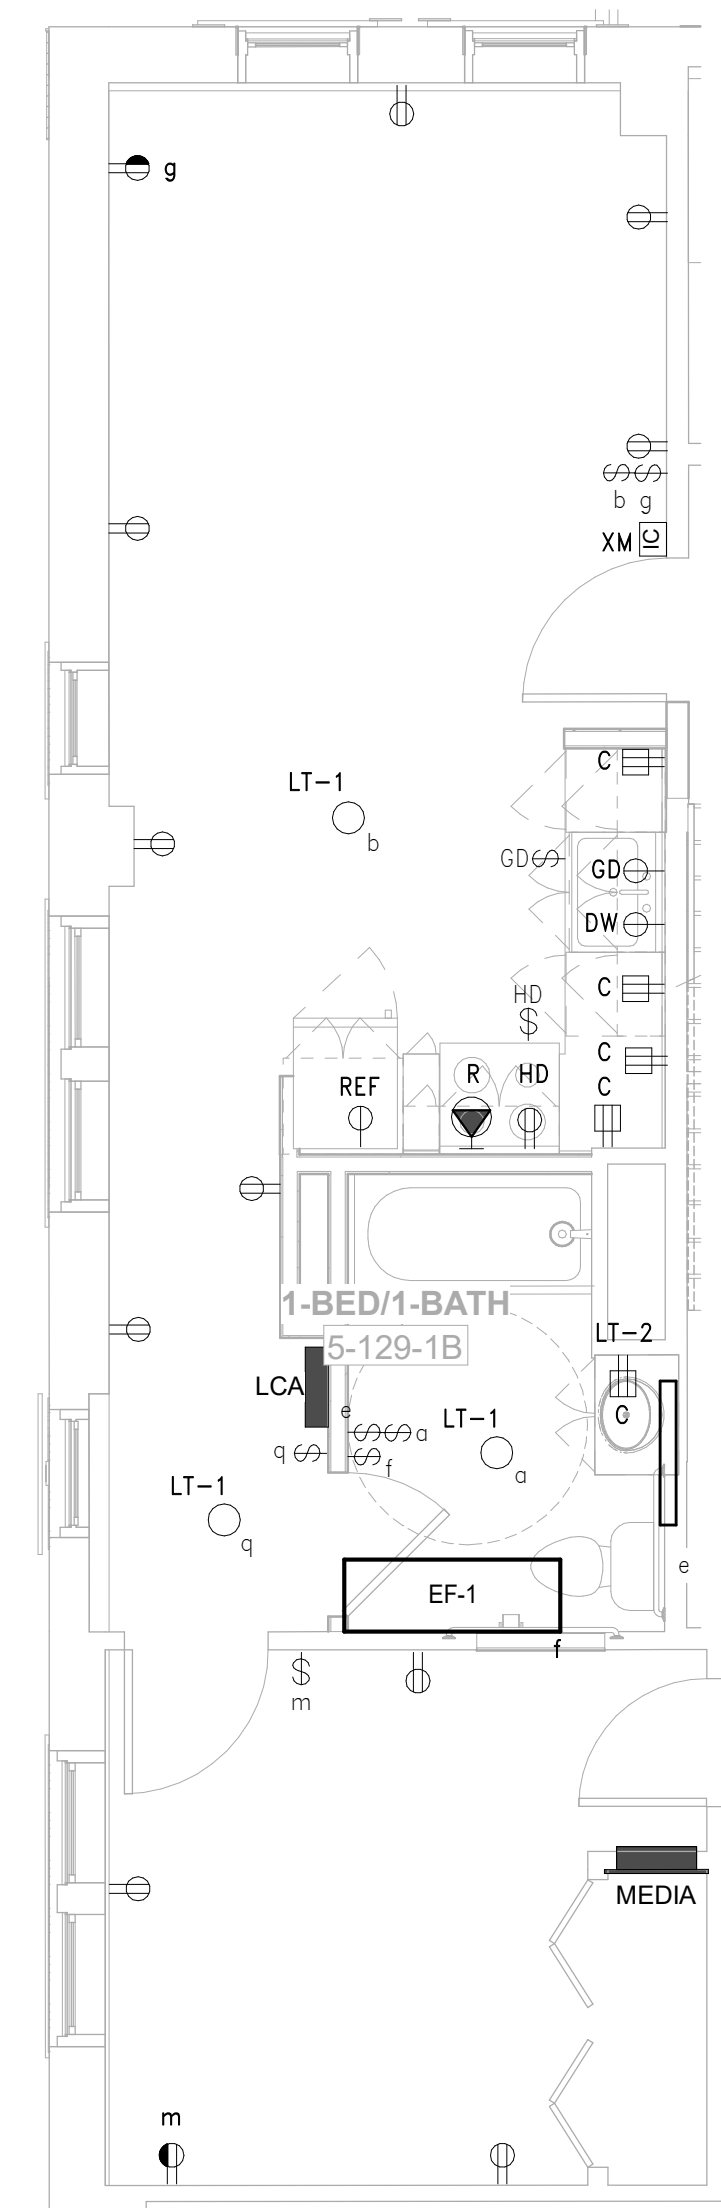 g
b g
XM IC
C
LT-1
b
GD
GD
DW
C
HD
C
R HD
C
REF
1-BED/1-BATH
5-129-1B
LT-2
LCA
e
C
LT-1
a
q
f
a
LT-1
q
e
EF-1
f
m
MEDIA
m